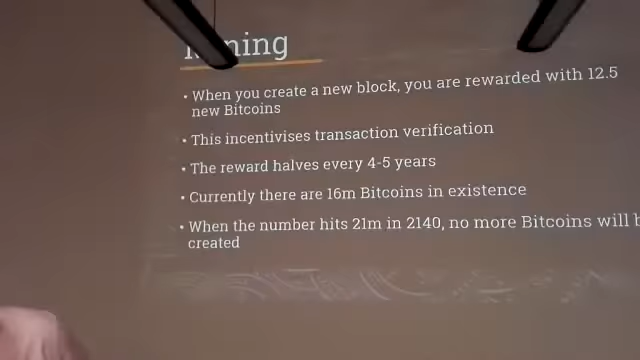 • When you create a new block, you are rewarded with 12.5
new Bitcoins
• This incentivises transaction verification
• The reward halves every 4-5 years
• Currently there are 16m Bitcoins in existence
• When the number hits 21m in 2140, no more Bitcoins will
created